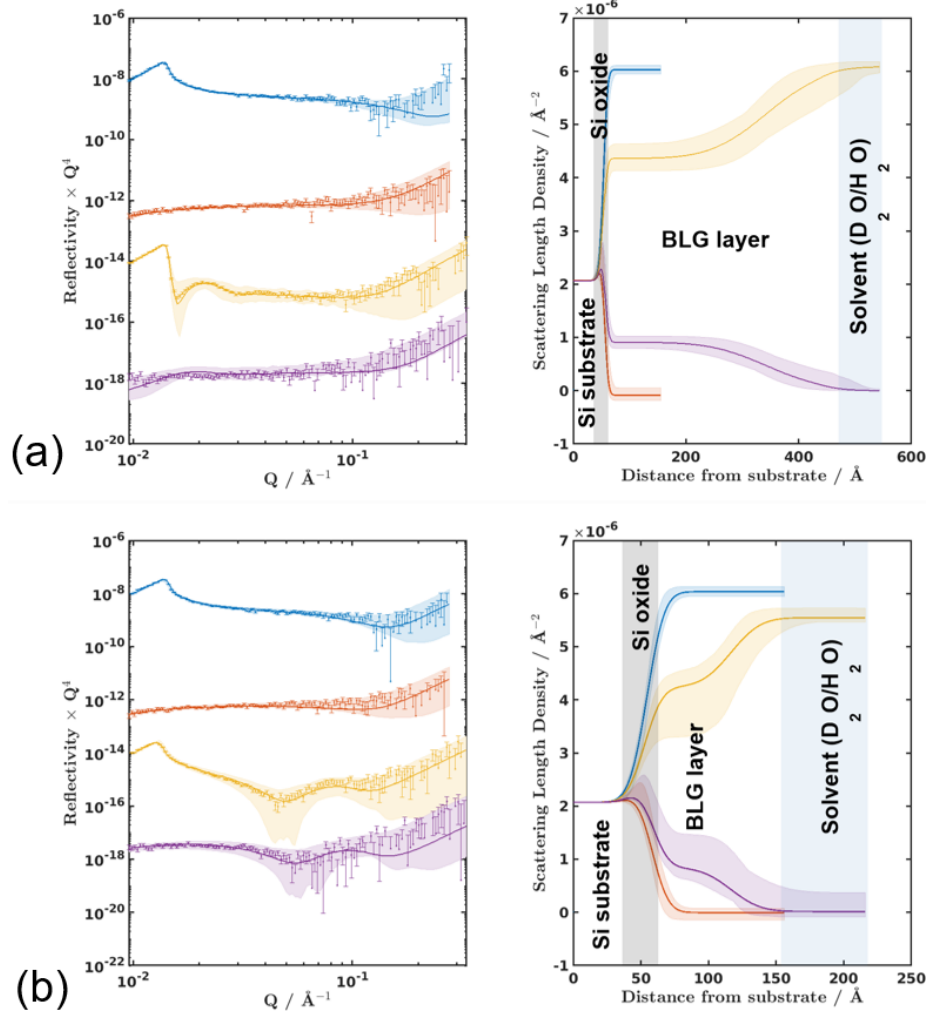 10⁻⁶
10⁻⁸
10⁻¹⁰
10⁻¹²
10⁻¹⁴
10⁻¹⁶
10⁻¹⁸
10⁻²⁰
Reflectivity × Q⁴
10⁻² 10⁻¹
Q / Å⁻¹
(a)
×10⁻⁶
7
6
5
4
3
2
1
0
-1
Scattering Length Density / Å⁻²
Si substrate
Si oxide
BLG layer
Solvent (D₂O/H₂O)
0 200 400 600
Distance from substrate / Å
10⁻⁶
10⁻⁸
10⁻¹⁰
10⁻¹²
10⁻¹⁴
10⁻¹⁶
10⁻¹⁸
10⁻²⁰
10⁻²²
Reflectivity × Q⁴
10⁻² 10⁻¹
Q / Å⁻¹
(b)
×10⁻⁶
7
6
5
4
3
2
1
0
-1
Scattering Length Density / Å⁻²
Si substrate
Si oxide
BLG layer
Solvent (D₂O/H₂O)
0 50 100 150 200 250
Distance from substrate / Å